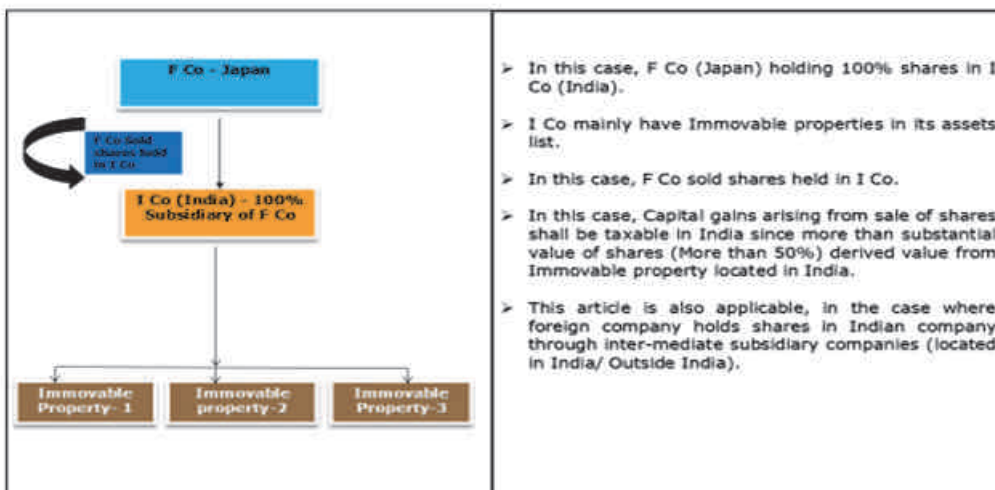 F Co - Japan
F Co Sold
shares held
in I Co
I Co (India) - 100%
Subsidiary of F Co
Immovable
Property- 1
Immovable
property-2
Immovable
Property-3
➢ In this case, F Co (Japan) holding 100% shares in I
Co (India).
➢ I Co mainly have Immovable properties in its assets
list.
➢ In this case, F Co sold shares held in I Co.
➢ In this case, Capital gains arising from sale of shares
shall be taxable in India since more than substantial
value of shares (More than 50%) derived value from
Immovable property located in India.
➢ This article is also applicable, in the case where
foreign company holds shares in Indian company
through inter-mediate subsidiary companies (located
in India/ Outside India).